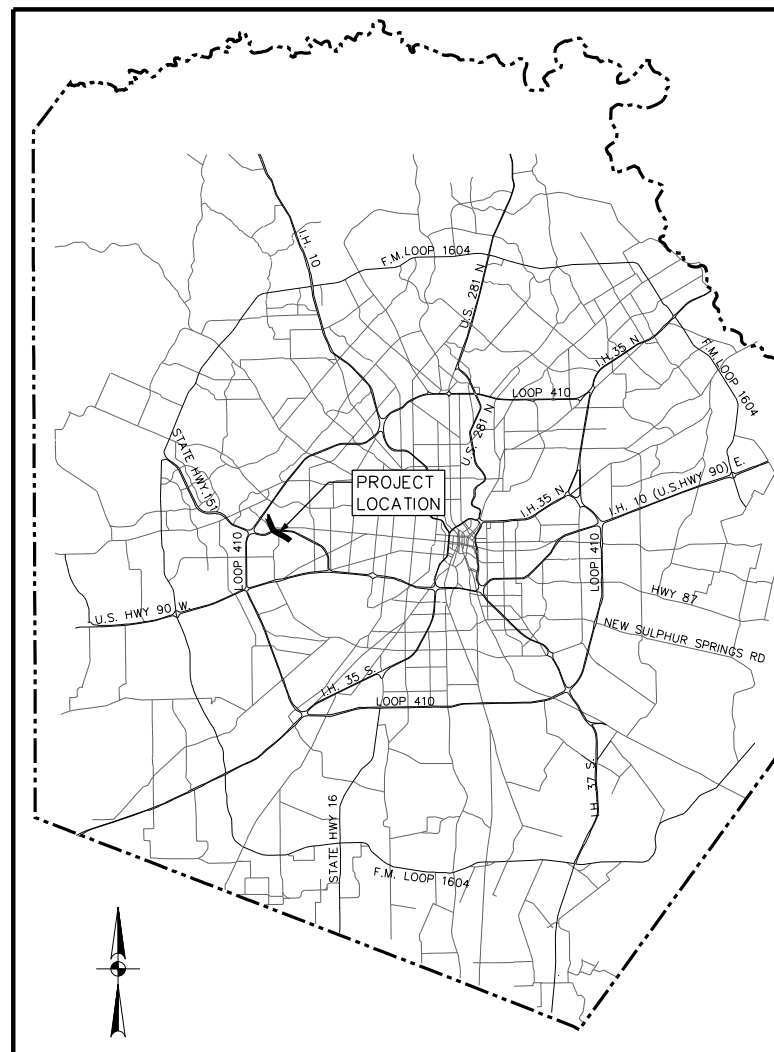 I.H. 10
F.M. LOOP 1604
U.S. 281 N
I.H. 35 N
F.M. LOOP 1604
LOOP 410
U.S. 281 N
STATE HWY. 151
PROJECT
LOCATION
I.H. 35 N
I.H. 10 (U.S.HWY 90) E.
LOOP 410
LOOP 410
HWY 87
U.S. HWY 90 W.
NEW SULPHUR SPRINGS RD
I.H. 35 S.
LOOP 410
I.H. 37 S.
STATE HWY 16
F.M. LOOP 1604